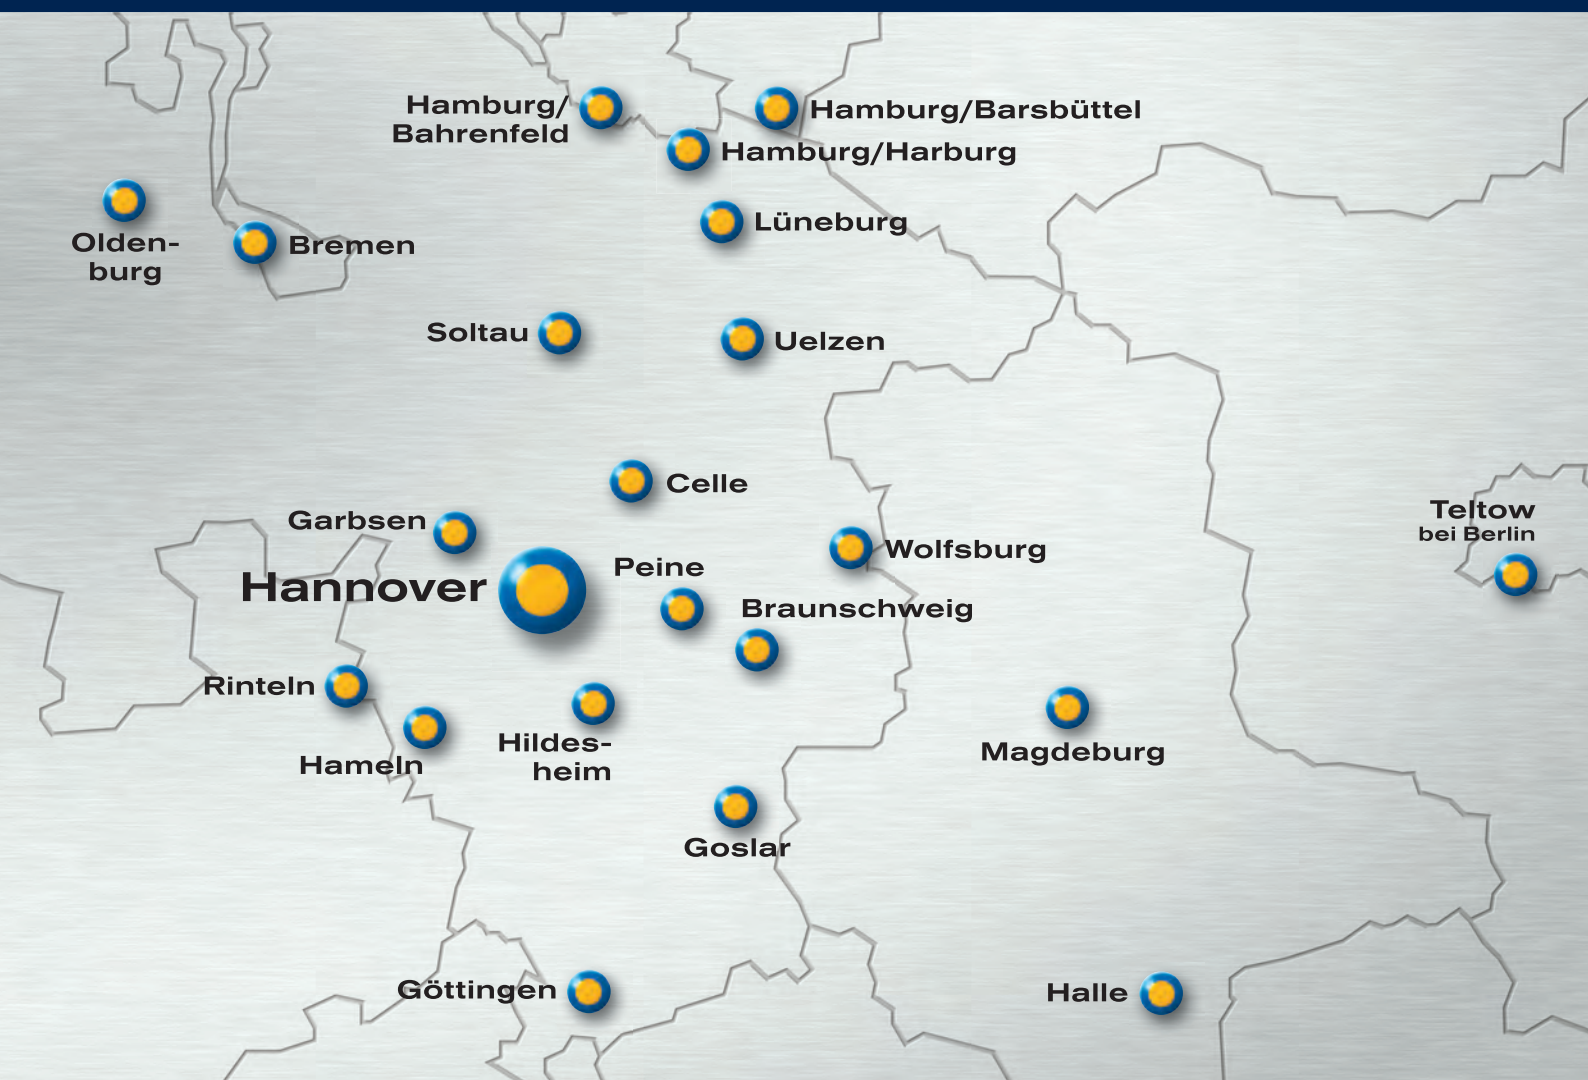 Hamburg/
Bahrenfeld
Hamburg/Barsbüttel
Hamburg/Harburg
Olden-
burg
Bremen
Lüneburg
Soltau
Uelzen
Celle
Garbsen
Teltow
bei Berlin
Hannover
Peine
Wolfsburg
Braunschweig
Rinteln
Hameln
Hildes-
heim
Magdeburg
Goslar
Göttingen
Halle